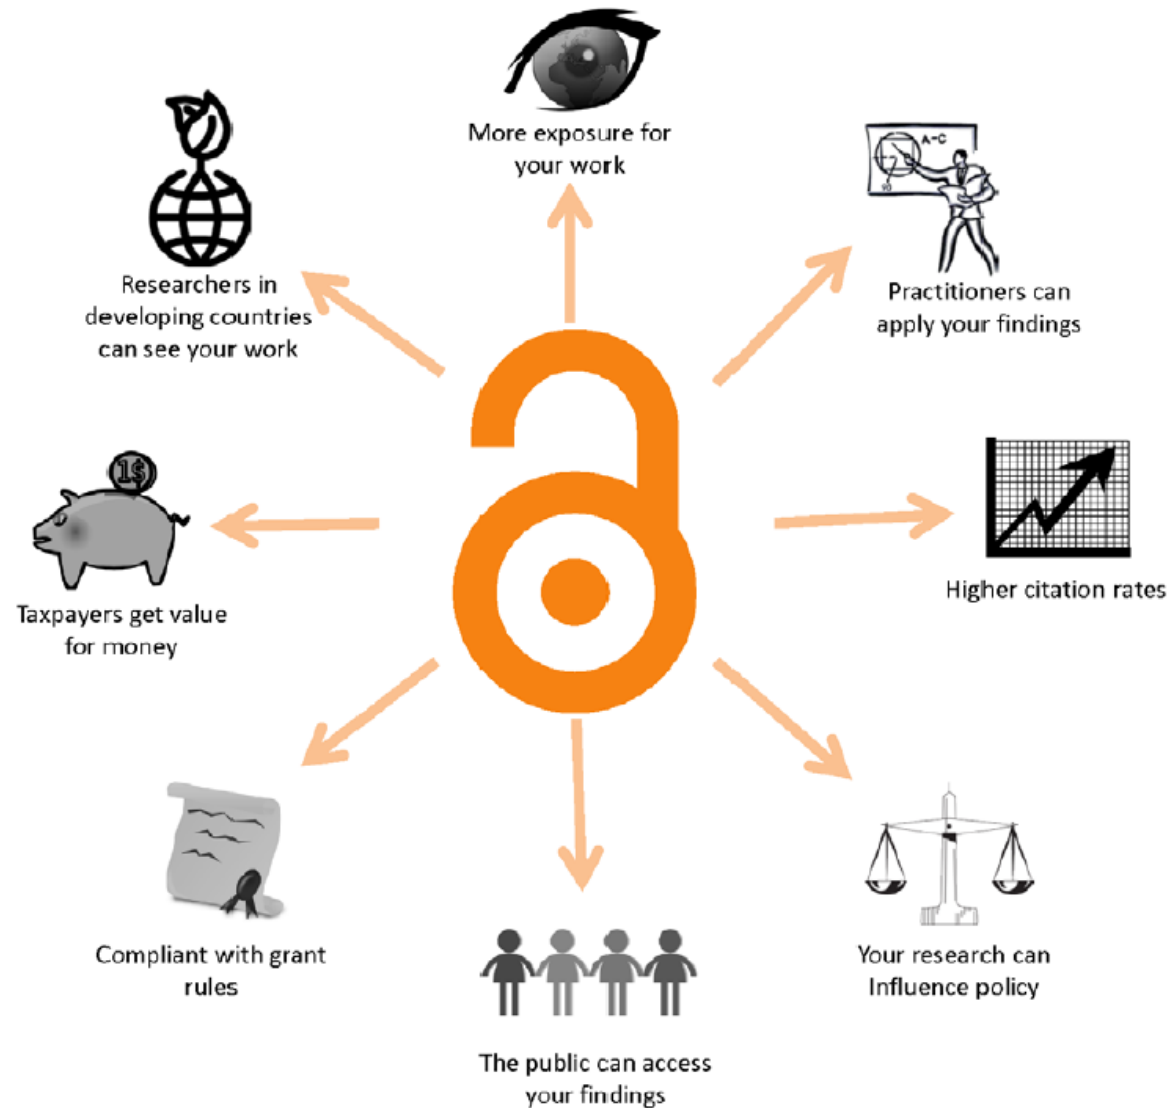 More exposure for
your work
A-C
90
Practitioners can
apply your findings
Researchers in
developing countries
can see your work
1$
Higher citation rates
Taxpayers get value
for money
Compliant with grant
rules
Your research can
Influence policy
The public can access
your findings